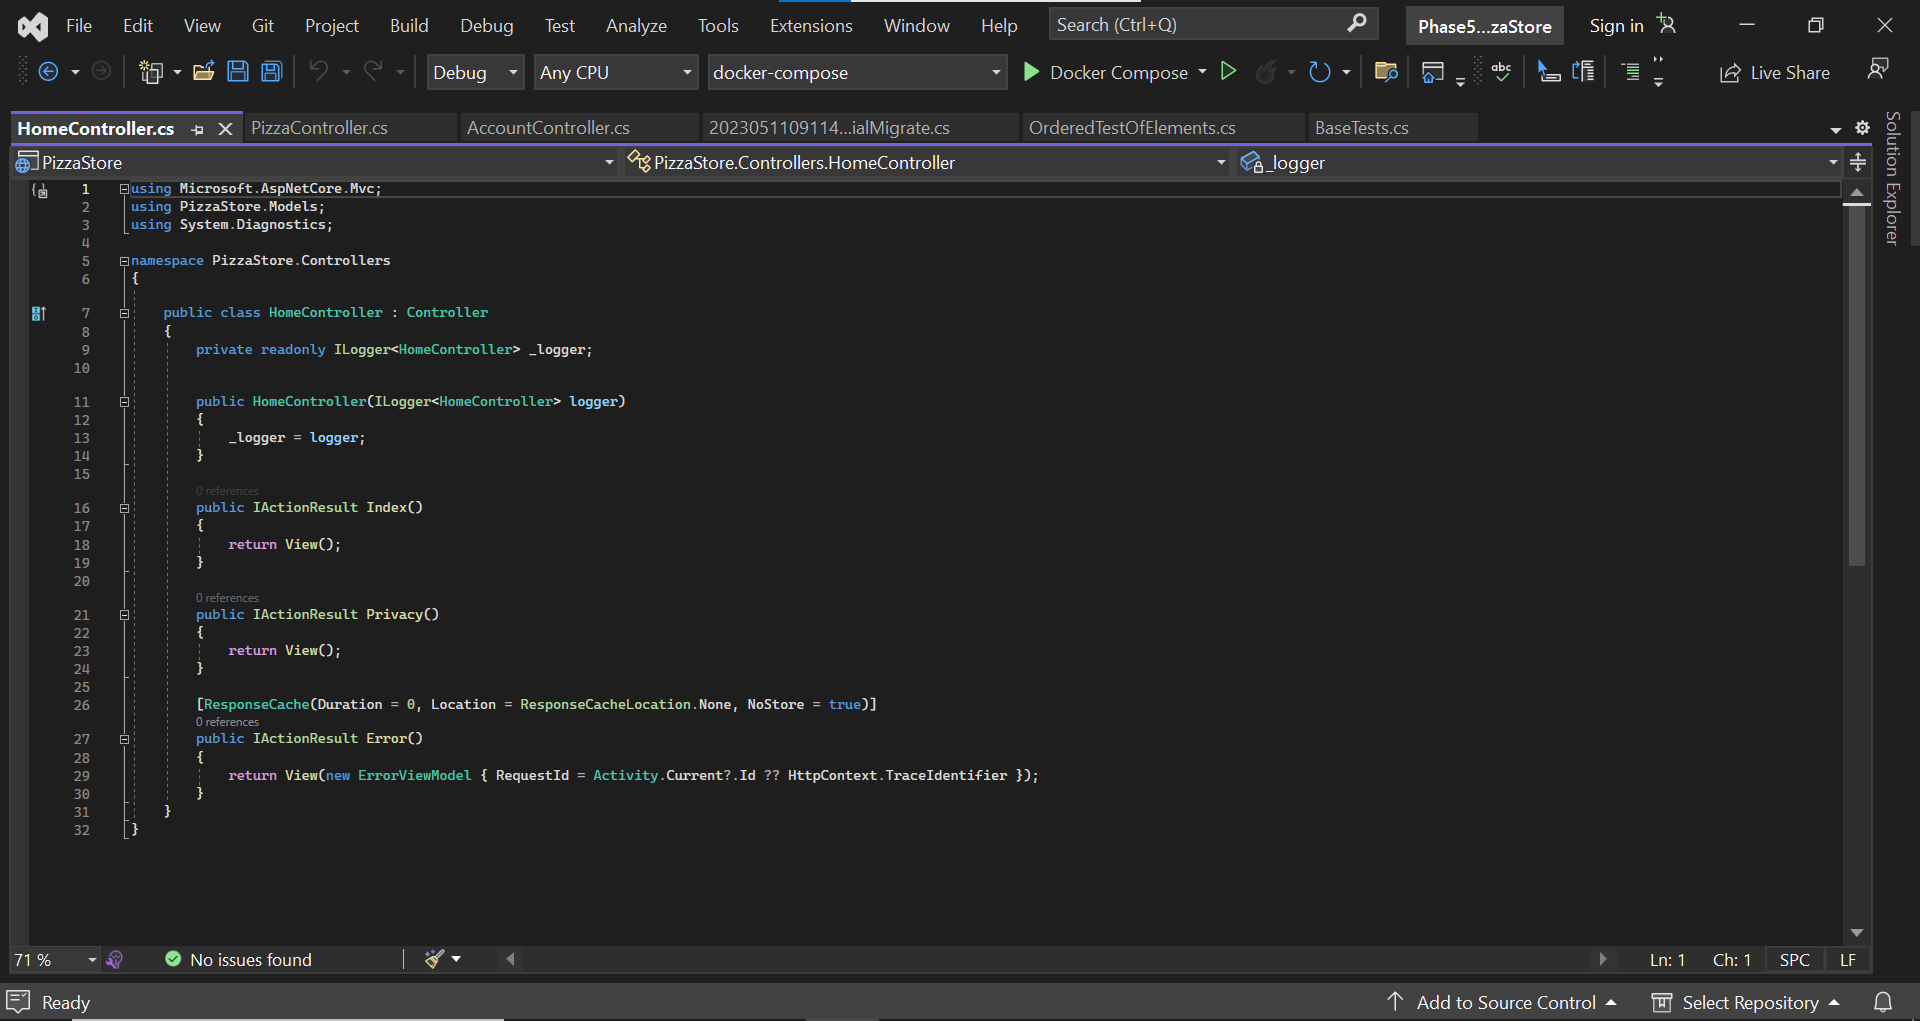 File Edit View Git Project Build Debug Test Analyze Tools Extensions Window Help Search (Ctrl+Q) Phase5...zaStore Sign in
Debug Any CPU docker-compose Docker Compose abc Live Share
HomeController.cs PizzaController.cs AccountController.cs 2023051109114...ialMigrate.cs OrderedTestOfElements.cs BaseTests.cs
Solution Explorer
PizzaStore PizzaStore.Controllers.HomeController _logger
1 using Microsoft.AspNetCore.Mvc;
2 using PizzaStore.Models;
3 using System.Diagnostics;
4
5 namespace PizzaStore.Controllers
6 {
7 public class HomeController : Controller
8 {
9 private readonly ILogger<HomeController> _logger;
10
11 public HomeController(ILogger<HomeController> logger)
12 {
13 _logger = logger;
14 }
15
0 references
16 public IActionResult Index()
17 {
18 return View();
19 }
20
0 references
21 public IActionResult Privacy()
22 {
23 return View();
24 }
25
26 [ResponseCache(Duration = 0, Location = ResponseCacheLocation.None, NoStore = true)]
0 references
27 public IActionResult Error()
28 {
29 return View(new ErrorViewModel { RequestId = Activity.Current?.Id ?? HttpContext.TraceIdentifier });
30 }
31 }
32 }
71 % No issues found Ln: 1 Ch: 1 SPC LF
Ready Add to Source Control Select Repository